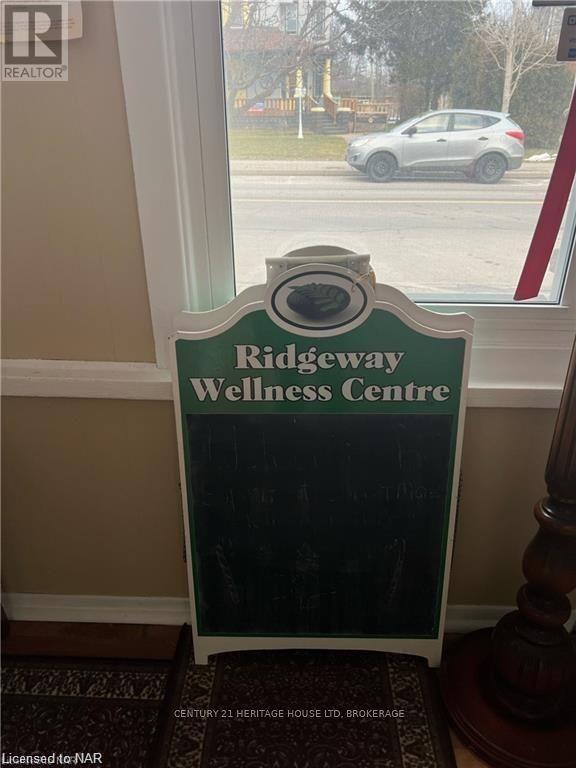 REALTOR
Ridgeway
Wellness Centre
CENTURY 21 HERITAGE HOUSE LTD, BROKERAGE
Licensed to NAR